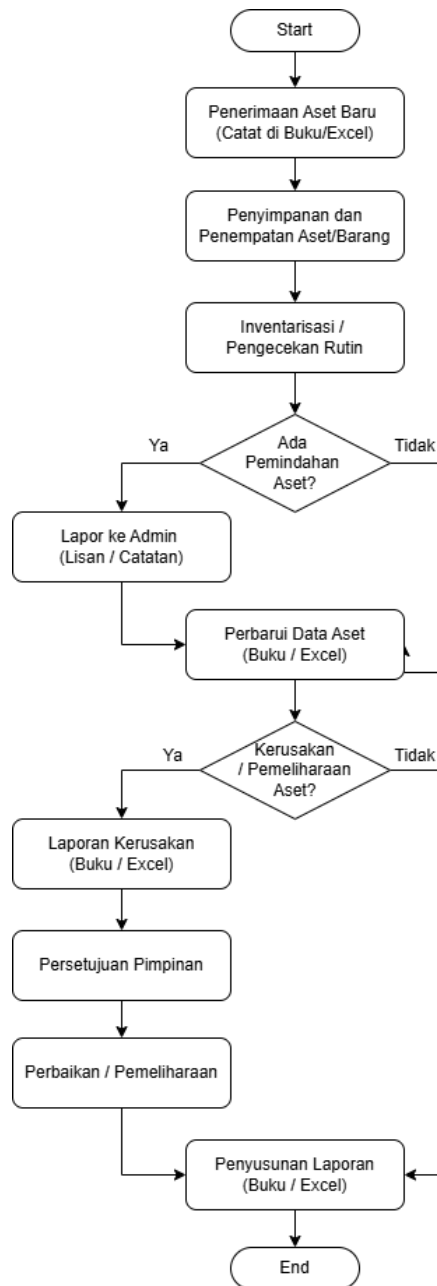 Start
Penerimaan Aset Baru
(Catat di Buku/Excel)
Penyimpanan dan
Penempatan Aset/Barang
Inventarisasi /
Pengecekan Rutin
Ada
Pemindahan
Aset?
Ya
Tidak
Lapor ke Admin
(Lisan / Catatan)
Perbarui Data Aset
(Buku / Excel)
Kerusakan
/ Pemeliharaan
Aset?
Ya
Tidak
Laporan Kerusakan
(Buku / Excel)
Persetujuan Pimpinan
Perbaikan / Pemeliharaan
Penyusunan Laporan
(Buku / Excel)
End